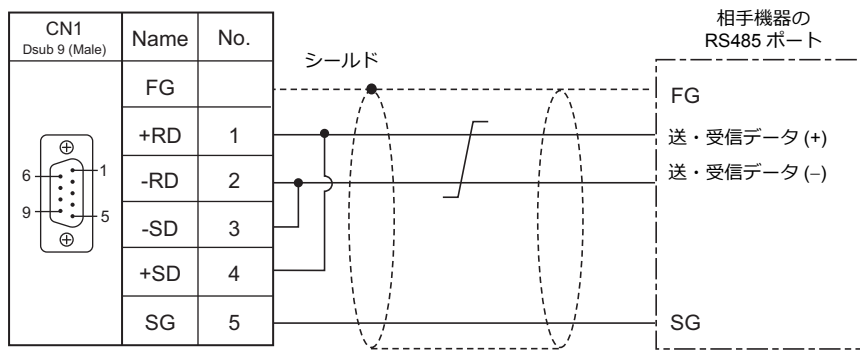 CN1
Dsub 9 (Male)
Name
No.
FG
+RD
1
-RD
2
-SD
3
+SD
4
SG
5
6
1
9
5
シールド
相手機器の
RS485 ポート
FG
送・受信データ (+)
送・受信データ (−)
SG